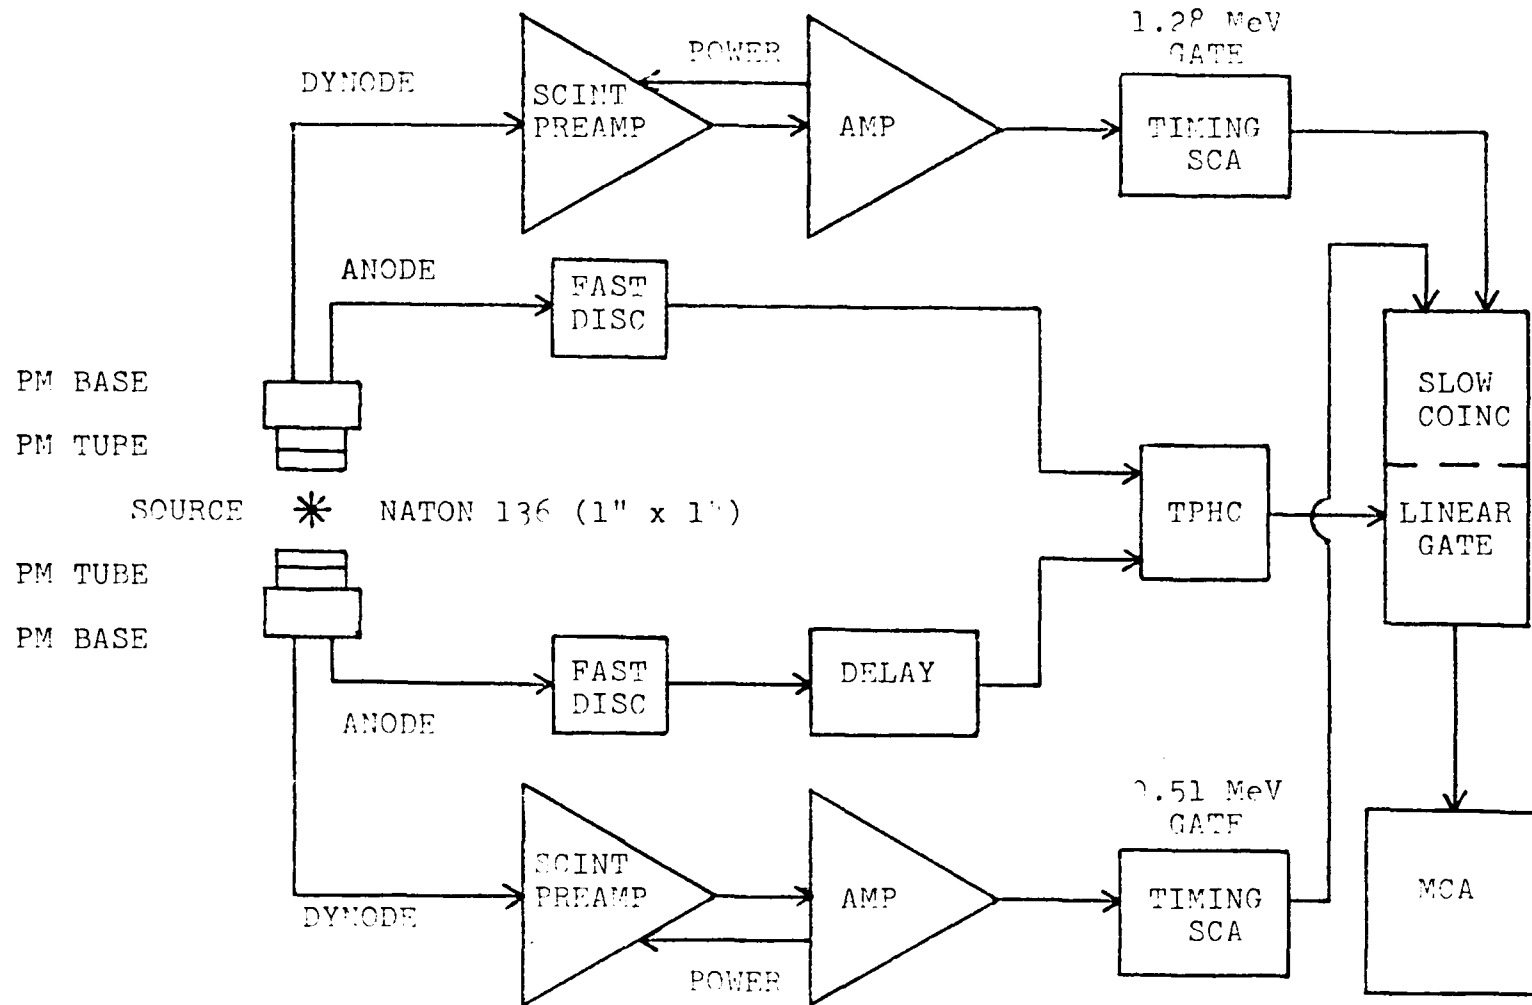 1.28 MeV
GATE
POWER
DYNODE
SCINT
PREAMP
AMP
TIMING
SCA
ANODE
FAST
DISC
PM BASE
SLOW
COINC
PM TUBE
SOURCE
NATON 136 (1" x 1")
TPHC
LINEAR
GATE
PM TUBE
PM BASE
FAST
DISC
DELAY
ANODE
0.51 MeV
GATE
SCINT
PREAMP
AMP
TIMING
SCA
MCA
DYNODE
POWER